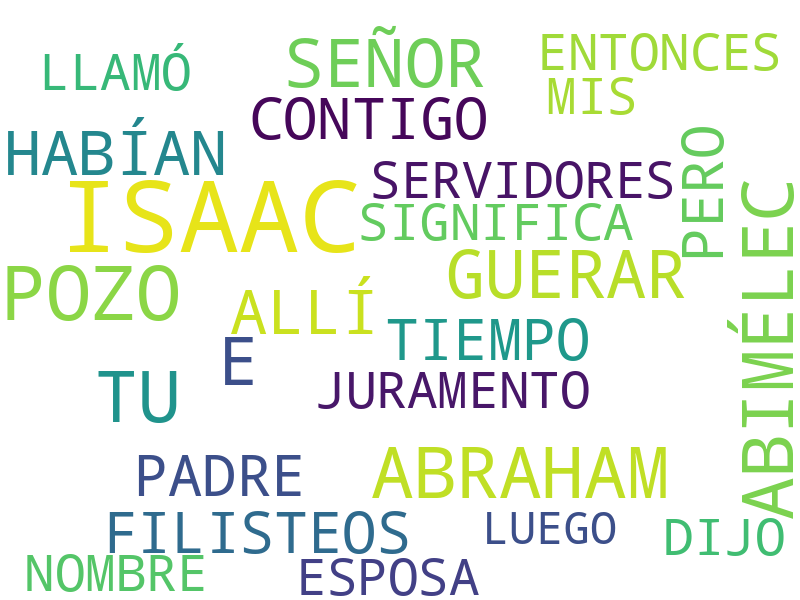 LLAMÓ
SEÑOR
ENTONCES
MIS
CONTIGO
HABÍAN
SERVIDORES
PERO
ISAAC
SIGNIFICA
GUERAR
ABIMÉLEC
POZO
ALLÍ
TIEMPO
E
TU
JURAMENTO
PADRE
ABRAHAM
FILISTEOS
LUEGO
DIJO
NOMBRE
ESPOSA